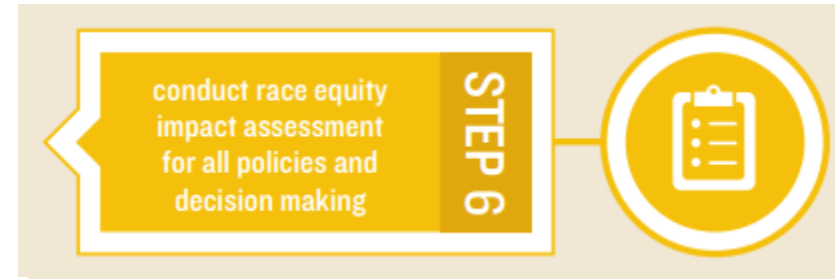 conduct race equity
impact assessment
for all policies and
decision making
STEP 6